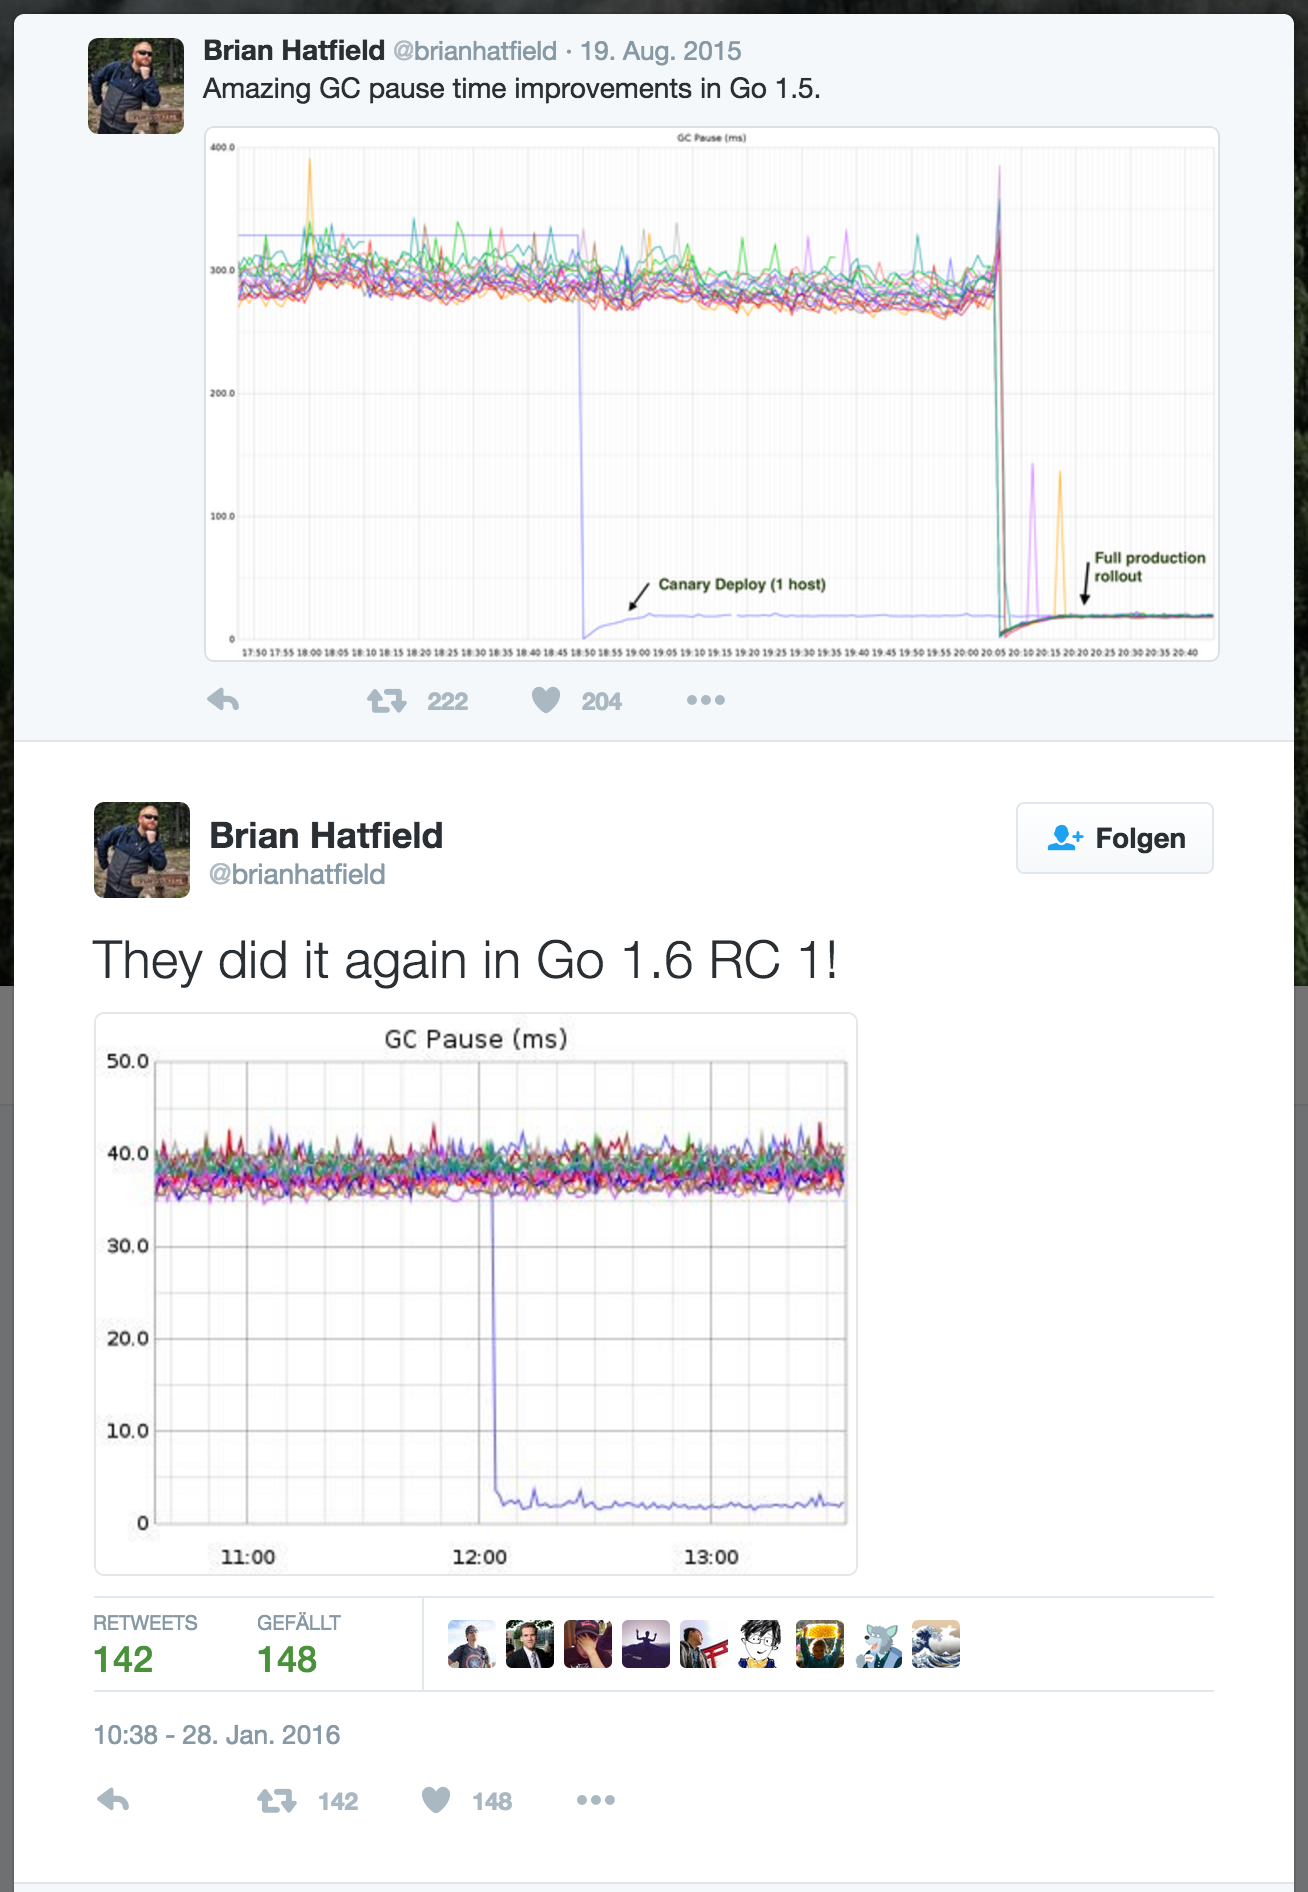 Brian Hatfield @brianhatfield · 19. Aug. 2015
Amazing GC pause time improvements in Go 1.5.
GC Pause (ms)
400.0
300.0
200.0
100.0
0
Canary Deploy (1 host)
Full production
rollout
17:50 17:55 18:00 18:05 18:10 18:15 18:20 18:25 18:30 18:35 18:40 18:45 18:50 18:55 19:00 19:05 19:10 19:15 19:20 19:25 19:30 19:35 19:40 19:45 19:50 19:55 20:00 20:05 20:10 20:15 20:20 20:25 20:30 20:35 20:40
222 204
Brian Hatfield
@brianhatfield
Folgen
They did it again in Go 1.6 RC 1!
GC Pause (ms)
50.0
40.0
30.0
20.0
10.0
0
11:00 12:00 13:00
RETWEETS GEFÄLLT
142 148
10:38 - 28. Jan. 2016
142 148